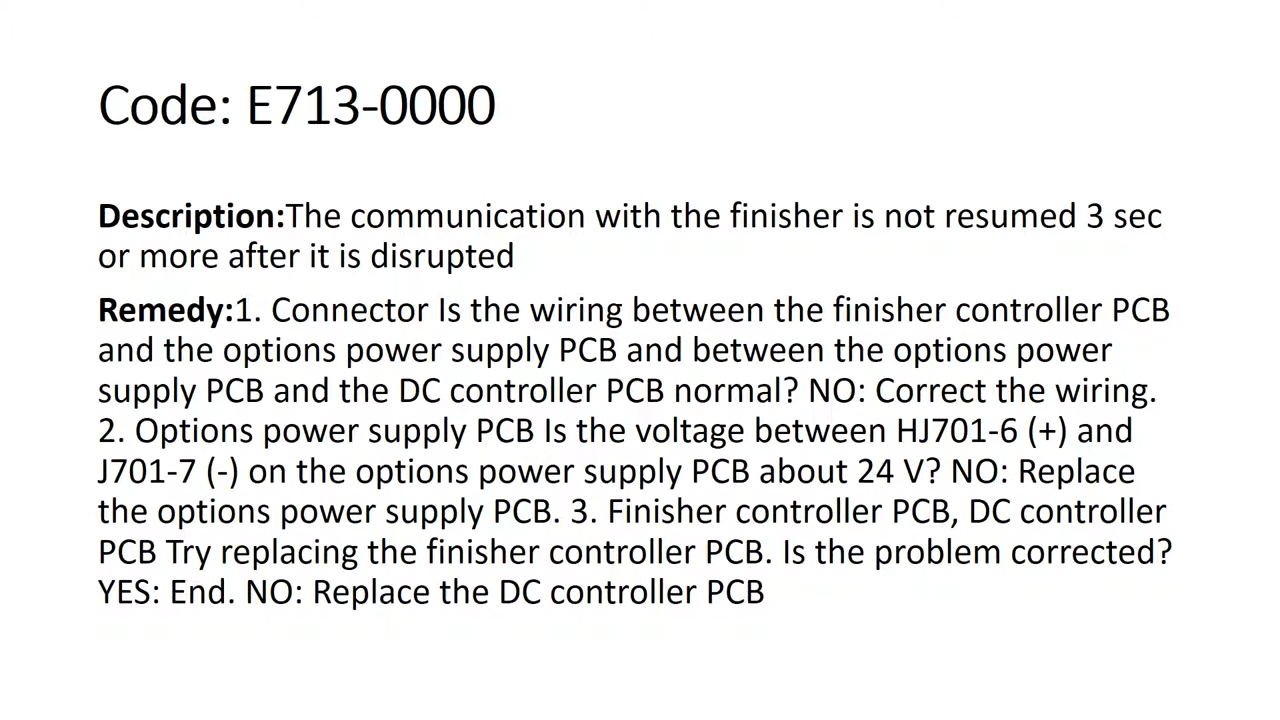 Code: E713-0000
Description:The communication with the finisher is not resumed 3 sec
or more after it is disrupted
Remedy:1. Connector Is the wiring between the finisher controller PCB
and the options power supply PCB and between the options power
supply PCB and the DC controller PCB normal? NO: Correct the wiring.
2. Options power supply PCB Is the voltage between HJ701-6 (+) and
J701-7 (-) on the options power supply PCB about 24 V? NO: Replace
the options power supply PCB. 3. Finisher controller PCB, DC controller
PCB Try replacing the finisher controller PCB. Is the problem corrected?
YES: End. NO: Replace the DC controller PCB